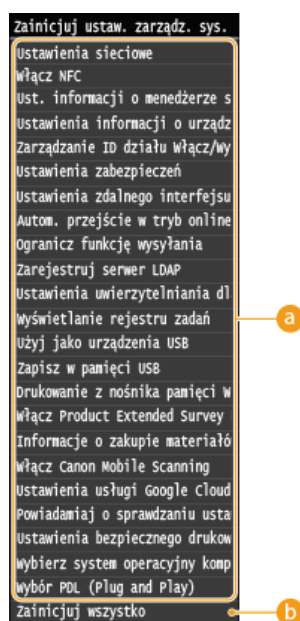 Zainicjuj ustaw. zarządz. sys.
Ustawienia sieciowe
Włącz NFC
Ust. informacji o menedżerze s
Ustawienia informacji o urządz
Zarządzanie ID działu Włącz/Wy
Ustawienia zabezpieczeń
Ustawienia zdalnego interfejsu
Autom. przejście w tryb online
Ogranicz funkcję wysyłania
Zarejestruj serwer LDAP
Ustawienia uwierzytelniania dl
Wyświetlanie rejestru zadań
Użyj jako urządzenia USB
Zapisz w pamięci USB
Drukowanie z nośnika pamięci W
Włącz Product Extended Survey
Informacje o zakupie materiałó
Włącz Canon Mobile Scanning
Ustawienia usługi Google Cloud
Powiadamiaj o sprawdzaniu usta
Ustawienia bezpiecznego drukow
Wybierz system operacyjny komp
Wybór PDL (Plug and Play)
Zainicjuj wszystko
a
b